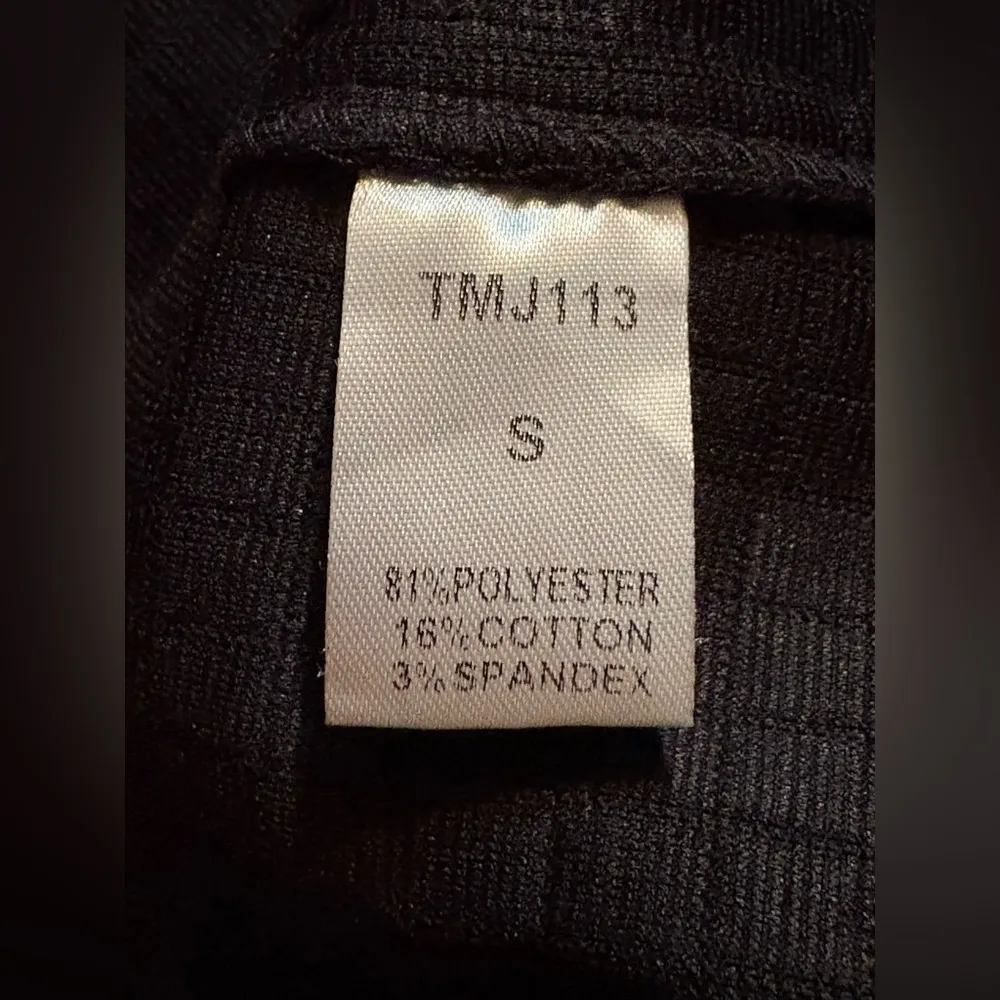 TMJ113
S
81%POLYESTER
16%COTTON
3%SPANDEX